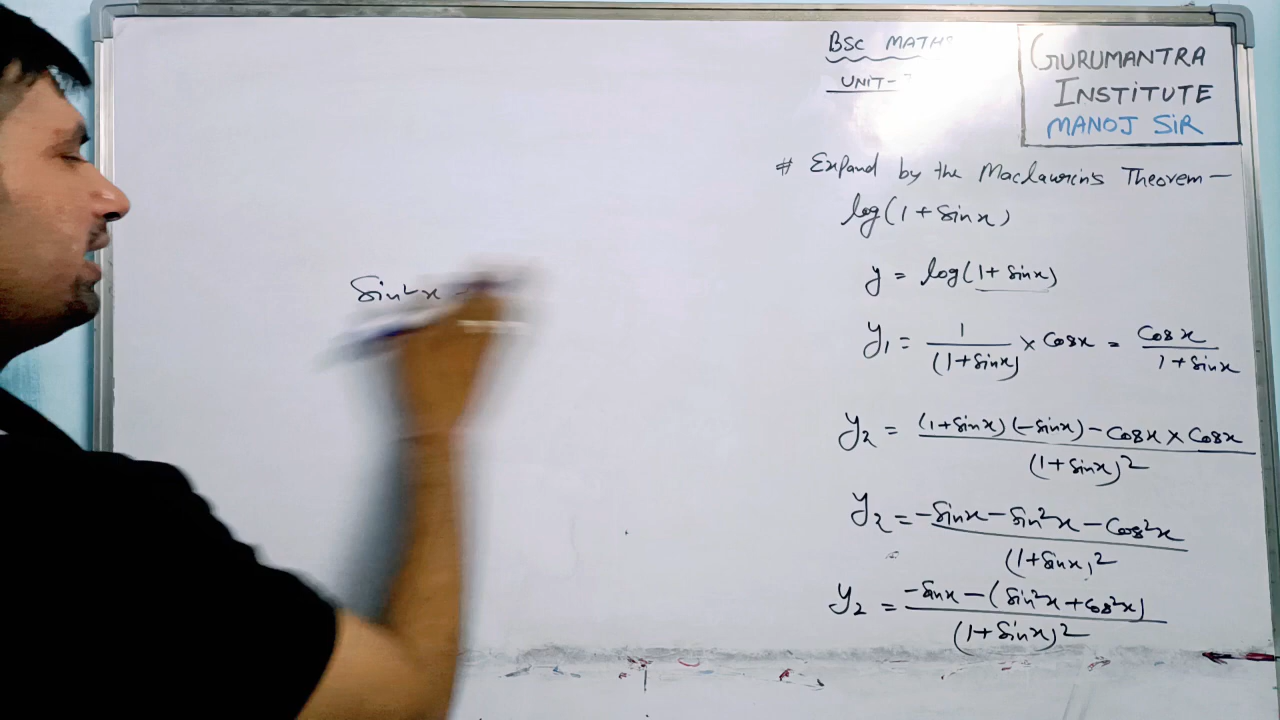 BSC MATHS
UNIT-
GURUMANTRA
INSTITUTE
MANOJ SIR
# Expand by the Maclaurin's Theorem —
log(1 + Sinx)
y = log(1 + Sinx)
y₁ = 1/(1+Sinx) × Cosx = Cosx/1+Sinx
y₂ = (1+Sinx)(-Sinx) - Cosx × Cosx/(1+Sinx)²
y₂ = -Sinx - Sin²x - Cos²x/(1+Sinx)²
y₂ = -Sinx - (Sin²x + Cos²x)/(1+Sinx)²
Sin²x